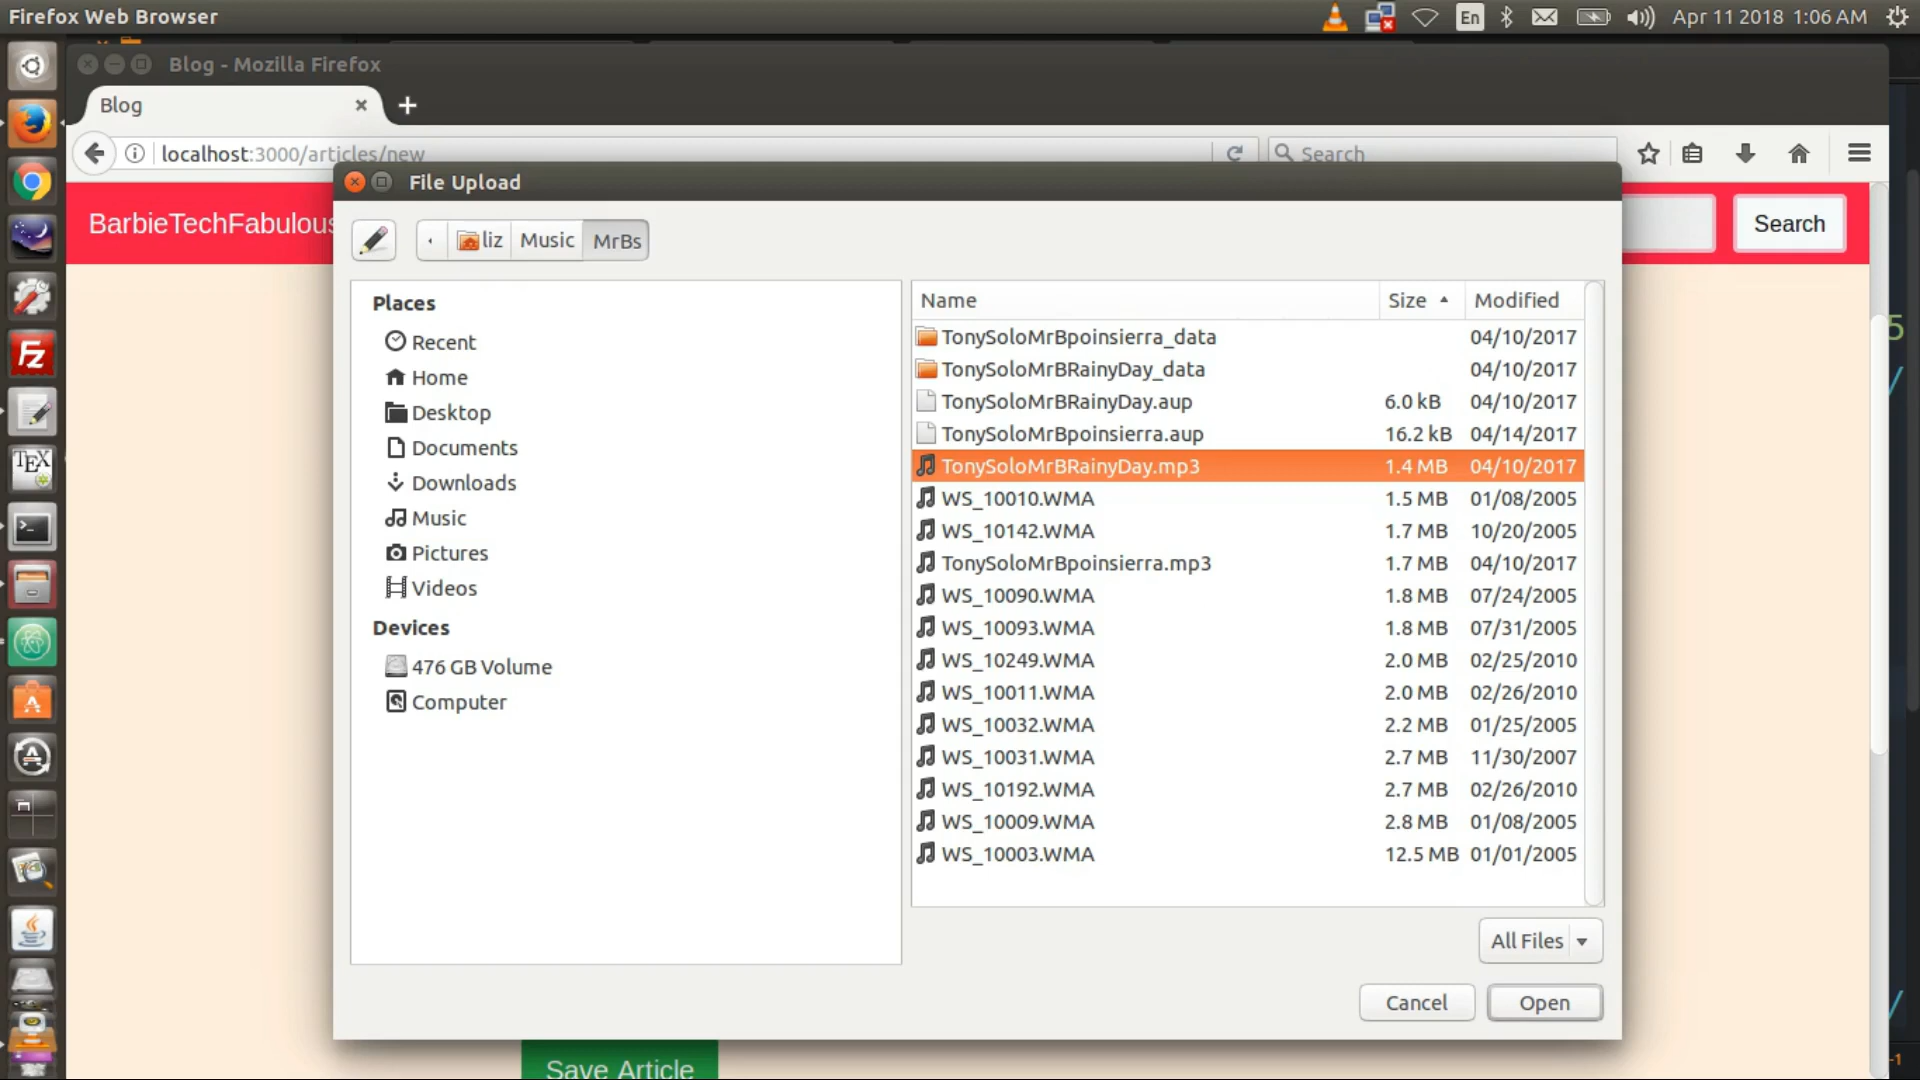 Firefox Web Browser
En
Apr 11 2018 1:06 AM
Blog - Mozilla Firefox
Blog
localhost:3000/articles/new
Search
BarbieTechFabulous
Search
File Upload
liz
Music
MrBs
Places
Recent
Home
Desktop
Documents
Downloads
Music
Pictures
Videos
Devices
476 GB Volume
Computer
Name Size Modified
TonySoloMrBpoinsierra_data 04/10/2017
TonySoloMrBRainyDay_data 04/10/2017
TonySoloMrBRainyDay.aup 6.0 kB 04/10/2017
TonySoloMrBpoinsierra.aup 16.2 kB 04/14/2017
TonySoloMrBRainyDay.mp3 1.4 MB 04/10/2017
WS_10010.WMA 1.5 MB 01/08/2005
WS_10142.WMA 1.7 MB 10/20/2005
TonySoloMrBpoinsierra.mp3 1.7 MB 04/10/2017
WS_10090.WMA 1.8 MB 07/24/2005
WS_10093.WMA 1.8 MB 07/31/2005
WS_10249.WMA 2.0 MB 02/25/2010
WS_10011.WMA 2.0 MB 02/26/2010
WS_10032.WMA 2.2 MB 01/25/2005
WS_10031.WMA 2.7 MB 11/30/2007
WS_10192.WMA 2.7 MB 02/26/2010
WS_10009.WMA 2.8 MB 01/08/2005
WS_10003.WMA 12.5 MB 01/01/2005
All Files
Cancel
Open
Save Article
Fz
TEX
5
/
/
-1